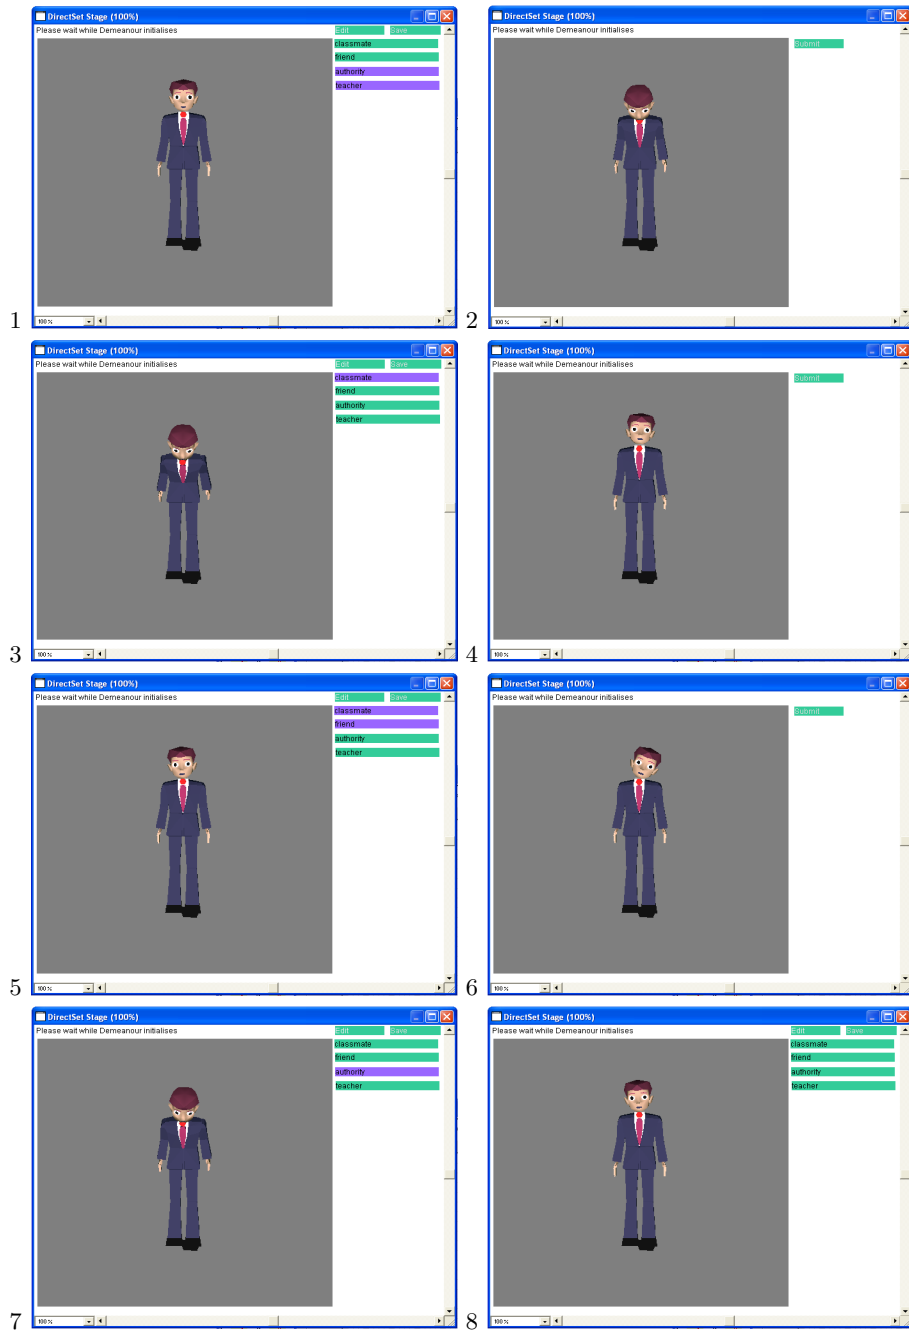 DirectSet Stage (100%)
Please wait while Demeanour initialises
Edit Save
classmate
friend
authority
teacher
100 %
1
DirectSet Stage (100%)
Please wait while Demeanour initialises
Submit
100 %
2
DirectSet Stage (100%)
Please wait while Demeanour initialises
Edit Save
classmate
friend
authority
teacher
100 %
3
DirectSet Stage (100%)
Please wait while Demeanour initialises
Submit
100 %
4
DirectSet Stage (100%)
Please wait while Demeanour initialises
Edit Save
classmate
friend
authority
teacher
100 %
5
DirectSet Stage (100%)
Please wait while Demeanour initialises
Submit
100 %
6
DirectSet Stage (100%)
Please wait while Demeanour initialises
Edit Save
classmate
friend
authority
teacher
100 %
7
DirectSet Stage (100%)
Please wait while Demeanour initialises
Edit Save
classmate
friend
authority
teacher
100 %
8